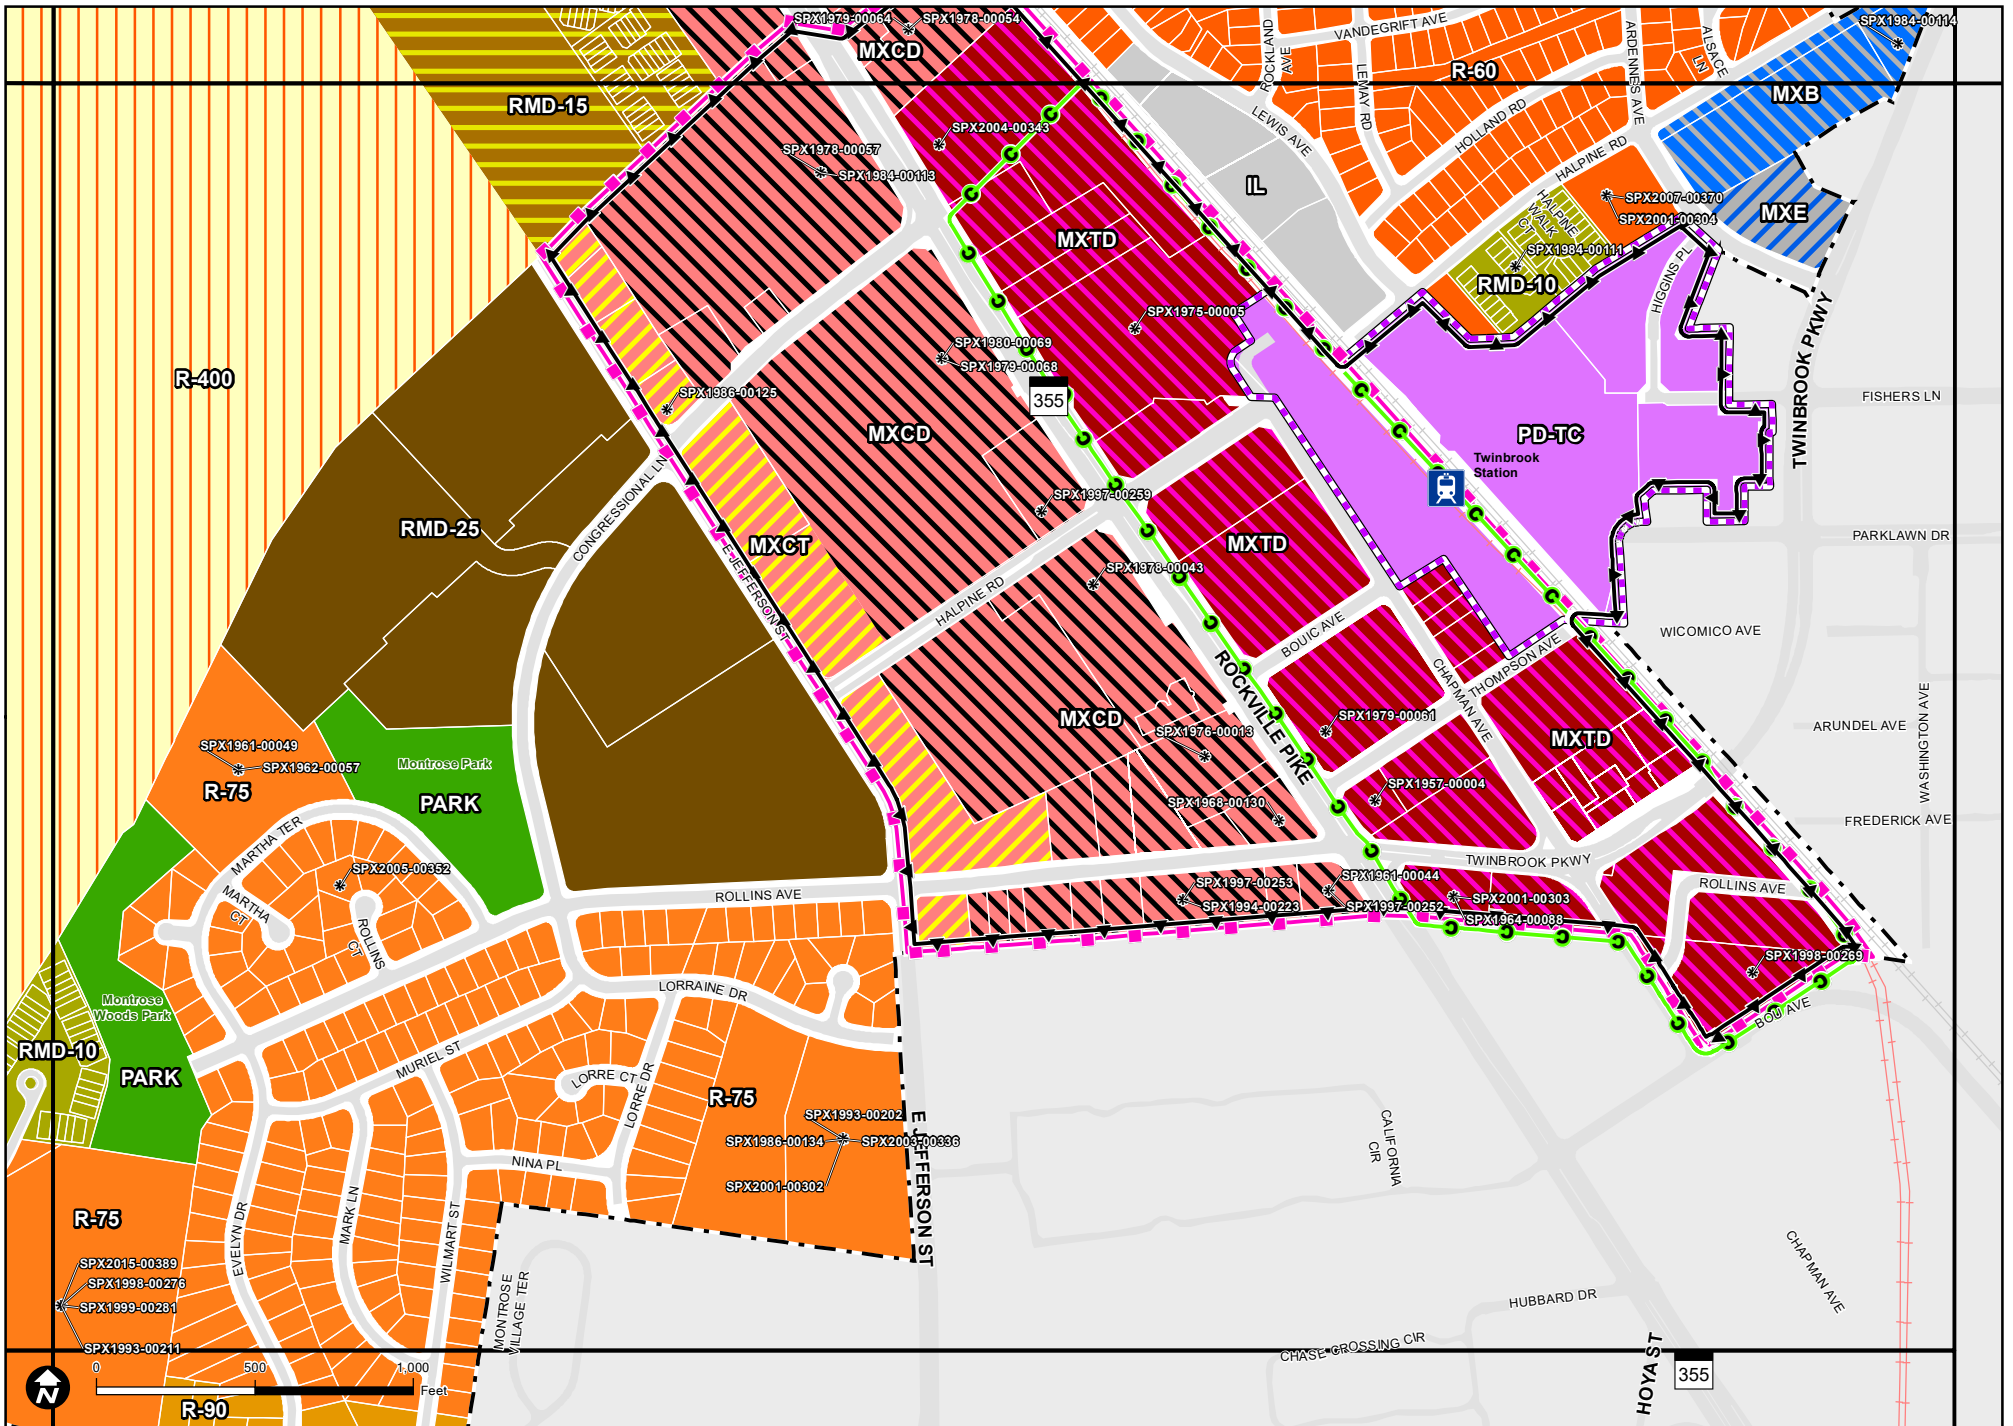 SPX1979-00064
SPX1978-00054
MXCD
ROCKLAND
AVE
VANDEGRIFT AVE
ARDENNES AVE
ALSACE
LN
SPX1984-00114
R-60
LEMAY RD
MXB
RMD-15
LEWIS AVE
HOLLAND RD
SPX2004-00343
SPX1978-00057
SPX1984-00113
HALPINE RD
IL
SPX2007-00370
SPX2001-00304
MXE
HALPINE
WALK
CT
MXTD
SPX1984-00111
RMD-10
HIGGINS PL
SPX1975-00005
TWINBROOK PKWY
SPX1980-00069
SPX1979-00068
R-400
SPX1986-00125
355
FISHERS LN
MXCD
PD-TC
Twinbrook
Station
SPX1997-00259
CONGRESSIONAL LN
RMD-25
MXCT
MXTD
PARKLAWN DR
SPX1978-00043
E JEFFERSON ST
HALPINE RD
BOUIC AVE
WICOMICO AVE
THOMPSON AVE
CHAPMAN AVE
ROCKVILLE PIKE
WASHINGTON AVE
MXCD
SPX1979-00061
SPX1976-00013
ARUNDEL AVE
MXTD
SPX1961-00049
SPX1962-00057
R-75
Montrose Park
PARK
SPX1957-00004
SPX1968-00130
FREDERICK AVE
MARTHA TER
TWINBROOK PKWY
SPX2005-00352
MARTHA
CT
ROLLINS
CT
ROLLINS AVE
SPX1997-00253
SPX1994-00223
SPX1961-00044
SPX1997-00252
SPX2001-00303
SPX1964-00088
ROLLINS AVE
SPX1998-00269
LORRAINE DR
Montrose
Woods Park
BOU AVE
RMD-10
PARK
MURIEL ST
LORRE CT
LORRE DR
R-75
SPX1993-00202
SPX1986-00134
SPX2003-00336
SPX2001-00302
E JEFFERSON ST
CALIFORNIA
CIR
NINA PL
R-75
EVELYN DR
MARK LN
WILMART ST
SPX2015-00389
SPX1998-00276
SPX1999-00281
SPX1993-00211
MONTROSE
VILLAGE TER
CHAPMAN AVE
HUBBARD DR
CHASE CROSSING CIR
HOYA ST
355
0
500
1,000
Feet
N
R-90